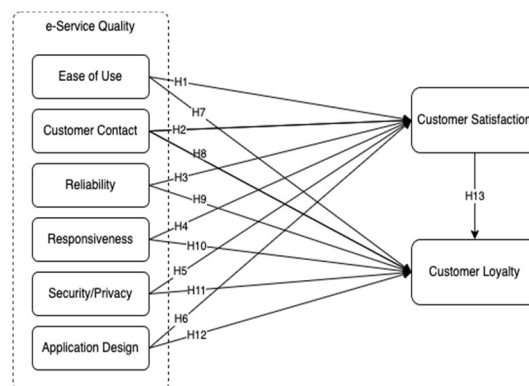 e-Service Quality
Ease of Use
H1
H7
Customer Contact
H2
H8
Customer Satisfaction
Reliability
H3
H9
H13
Responsiveness
H4
H10
Customer Loyalty
Security/Privacy
H5
H11
H6
Application Design
H12